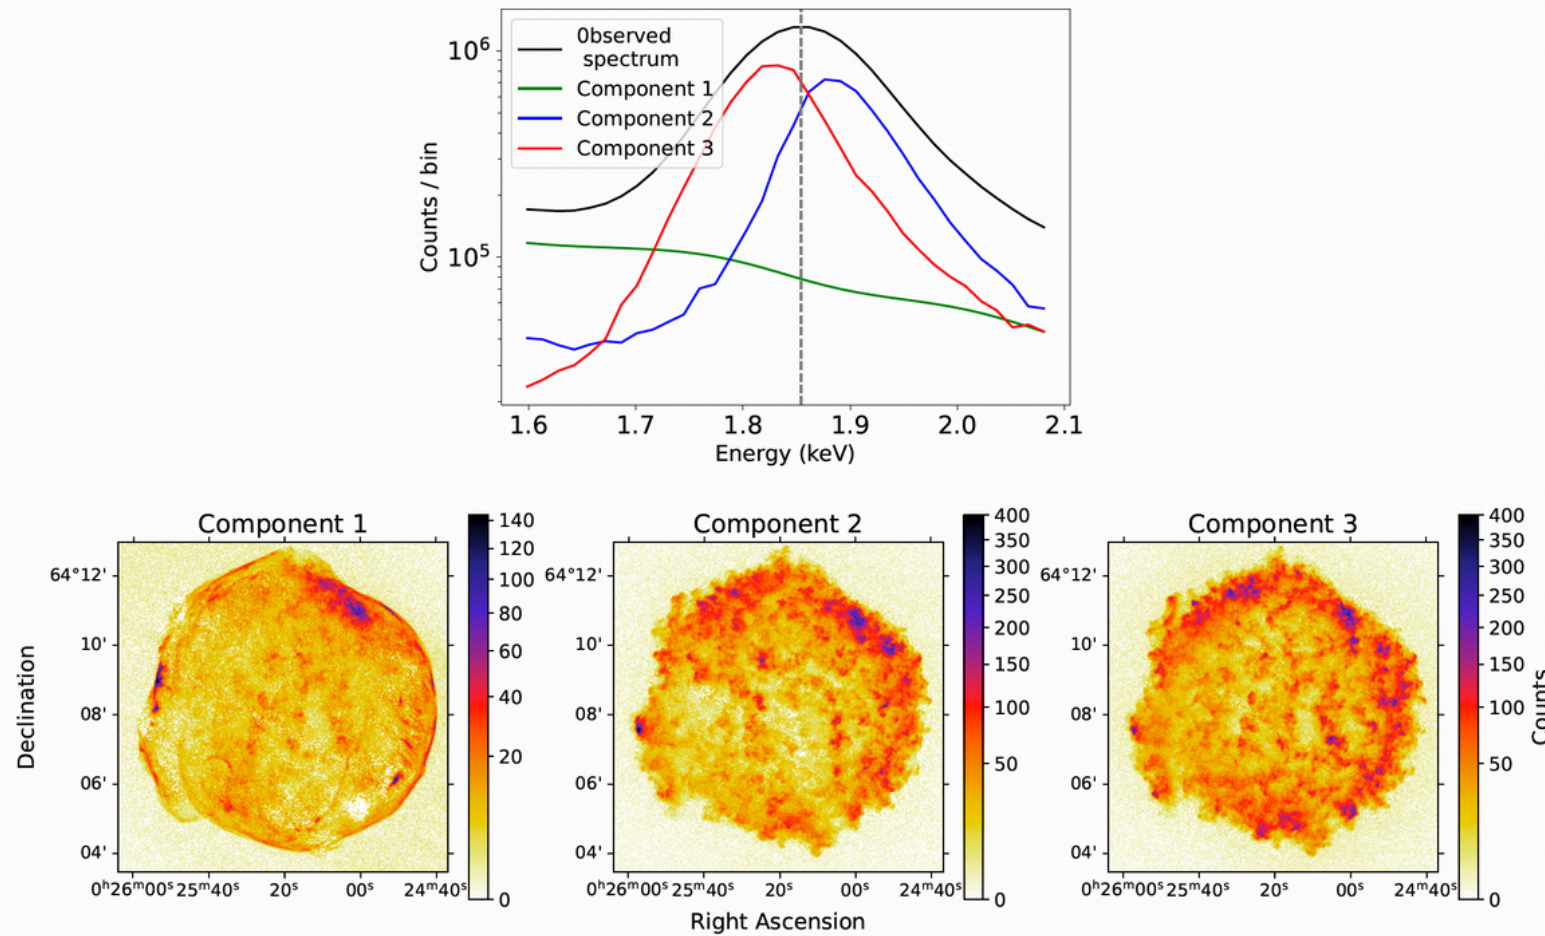 0bserved
spectrum
Component 1
Component 2
Component 3
10⁶
10⁵
Counts / bin
1.6 1.7 1.8 1.9 2.0 2.1
Energy (keV)
Component 1
Component 2
Component 3
140
120
100
80
60
40
20
0
400
350
300
250
200
150
100
50
0
400
350
300
250
200
150
100
50
0
Counts
64°12'
10'
08'
06'
04'
64°12'
10'
08'
06'
04'
64°12'
10'
08'
06'
04'
Declination
0ʰ26ᵐ00ˢ 25ᵐ40ˢ 20ˢ 00ˢ 24ᵐ40ˢ
0ʰ26ᵐ00ˢ 25ᵐ40ˢ 20ˢ 00ˢ 24ᵐ40ˢ
0ʰ26ᵐ00ˢ 25ᵐ40ˢ 20ˢ 00ˢ 24ᵐ40ˢ
Right Ascension